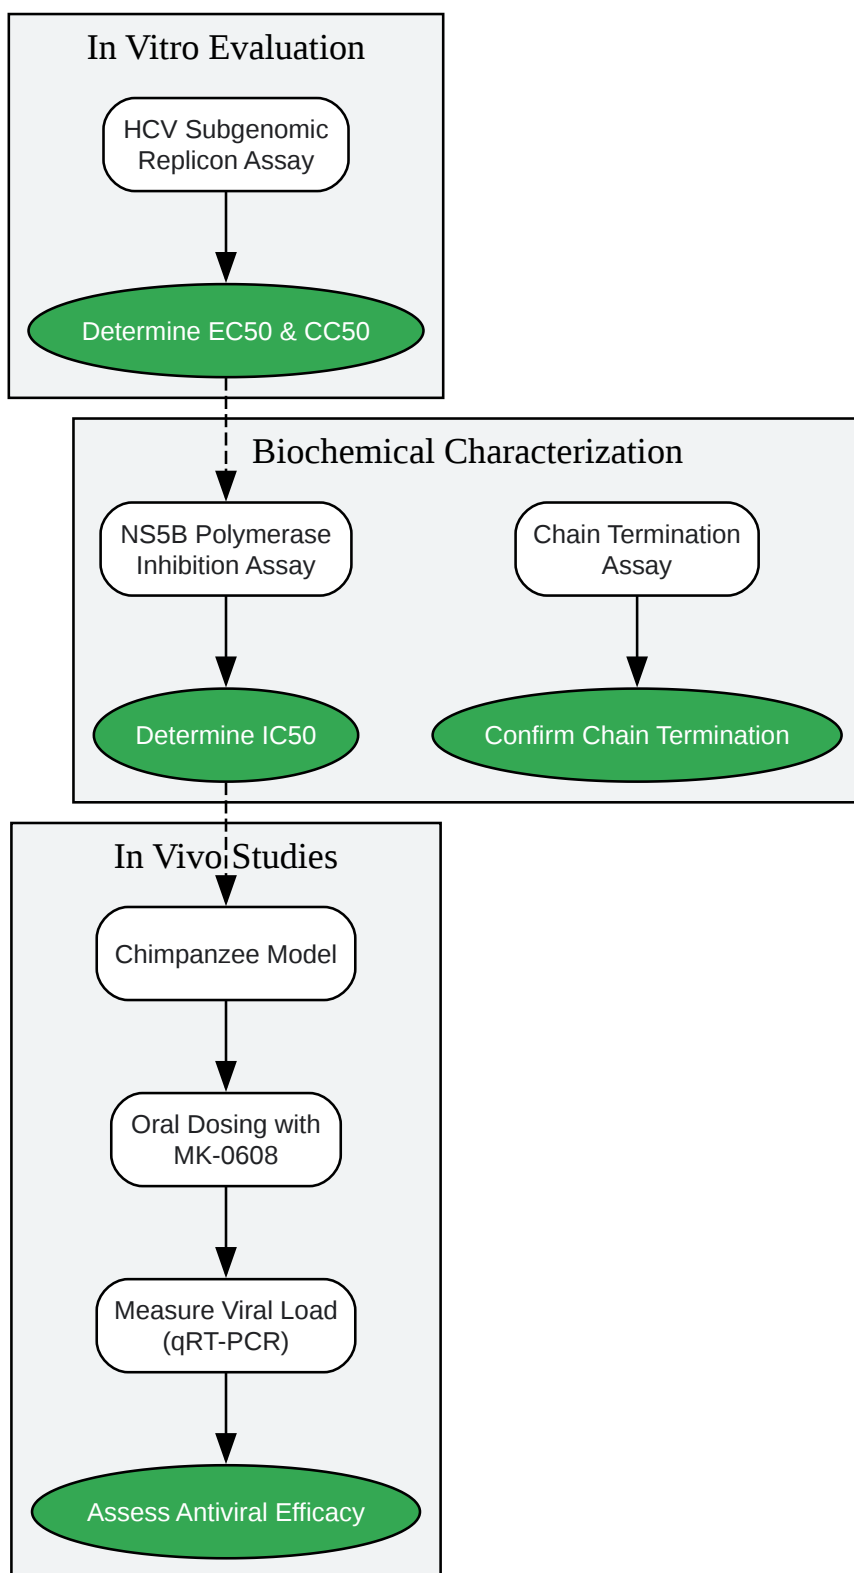 In Vitro Evaluation
HCV Subgenomic
Replicon Assay
Determine EC50 & CC50
Biochemical Characterization
NS5B Polymerase
Inhibition Assay
Chain Termination
Assay
Determine IC50
Confirm Chain Termination
In Vivo Studies
Chimpanzee Model
Oral Dosing with
MK-0608
Measure Viral Load
(qRT-PCR)
Assess Antiviral Efficacy